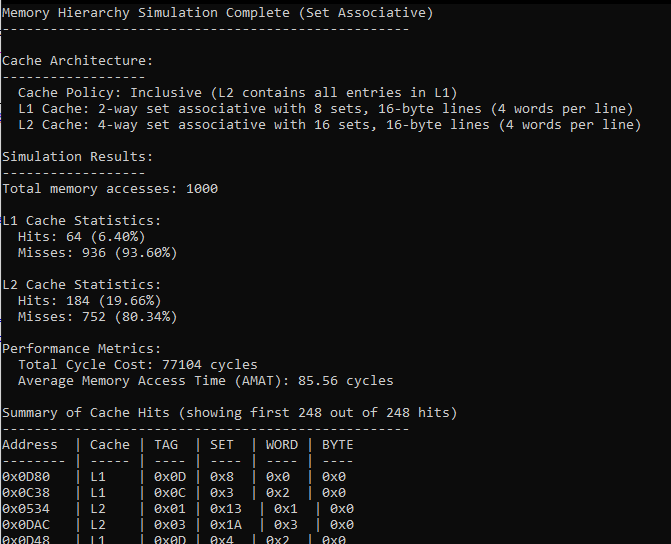 Memory Hierarchy Simulation Complete (Set Associative)
---------------------------------------------------
Cache Architecture:
------------------
Cache Policy: Inclusive (L2 contains all entries in L1)
L1 Cache: 2-way set associative with 8 sets, 16-byte lines (4 words per line)
L2 Cache: 4-way set associative with 16 sets, 16-byte lines (4 words per line)
Simulation Results:
------------------
Total memory accesses: 1000
L1 Cache Statistics:
Hits: 64 (6.40%)
Misses: 936 (93.60%)
L2 Cache Statistics:
Hits: 184 (19.66%)
Misses: 752 (80.34%)
Performance Metrics:
Total Cycle Cost: 77104 cycles
Average Memory Access Time (AMAT): 85.56 cycles
Summary of Cache Hits (showing first 248 out of 248 hits)
---------------------------------------------------
Address | Cache | TAG | SET | WORD | BYTE
-------- | ----- | ---- | ---- | ---- | ----
0x0D80 | L1 | 0x0D | 0x8 | 0x0 | 0x0
0x0C38 | L1 | 0x0C | 0x3 | 0x2 | 0x0
0x0534 | L2 | 0x01 | 0x13 | 0x1 | 0x0
0x0DAC | L2 | 0x03 | 0x1A | 0x3 | 0x0
0x0D48 | L1 | 0x0D | 0x4 | 0x2 | 0x0